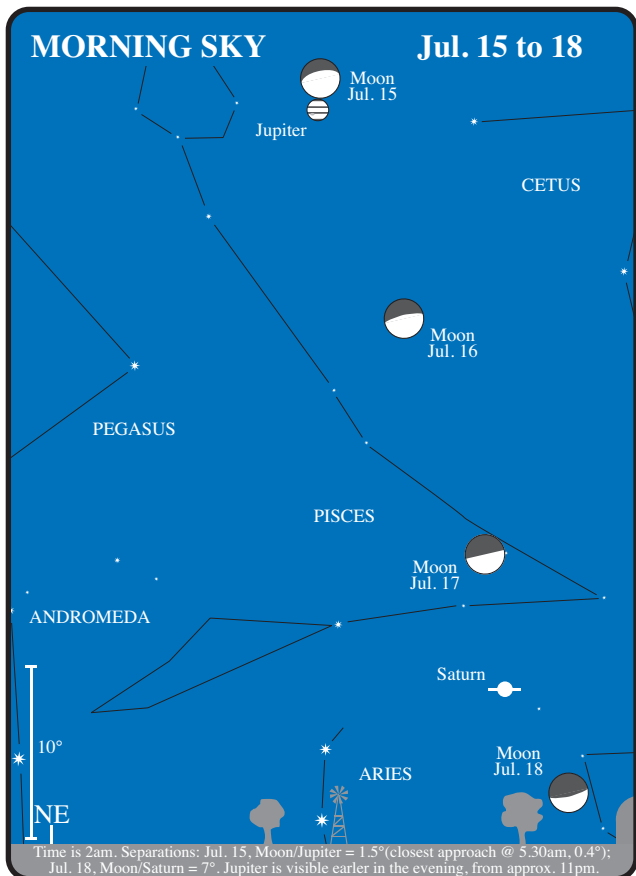 MORNING SKY
Jul. 15 to 18
Moon
Jul. 15
Jupiter
CETUS
Moon
Jul. 16
PEGASUS
PISCES
Moon
Jul. 17
ANDROMEDA
Saturn
10°
Moon
Jul. 18
ARIES
NE
Time is 2am. Separations: Jul. 15, Moon/Jupiter = 1.5°(closest approach @ 5.30am, 0.4°);
Jul. 18, Moon/Saturn = 7°. Jupiter is visible earler in the evening, from approx. 11pm.